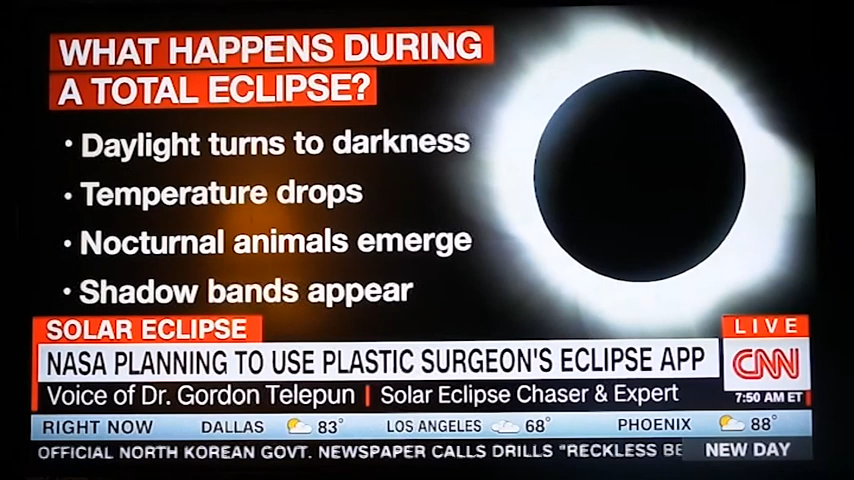 WHAT HAPPENS DURING
A TOTAL ECLIPSE?
• Daylight turns to darkness
• Temperature drops
• Nocturnal animals emerge
• Shadow bands appear
SOLAR ECLIPSE
LIVE
NASA PLANNING TO USE PLASTIC SURGEON'S ECLIPSE APP
CNN
Voice of Dr. Gordon Telepun | Solar Eclipse Chaser & Expert
7:50 AM ET
RIGHT NOW DALLAS 83° LOS ANGELES 68° PHOENIX 88°
OFFICIAL NORTH KOREAN GOVT. NEWSPAPER CALLS DRILLS "RECKLESS BE
NEW DAY